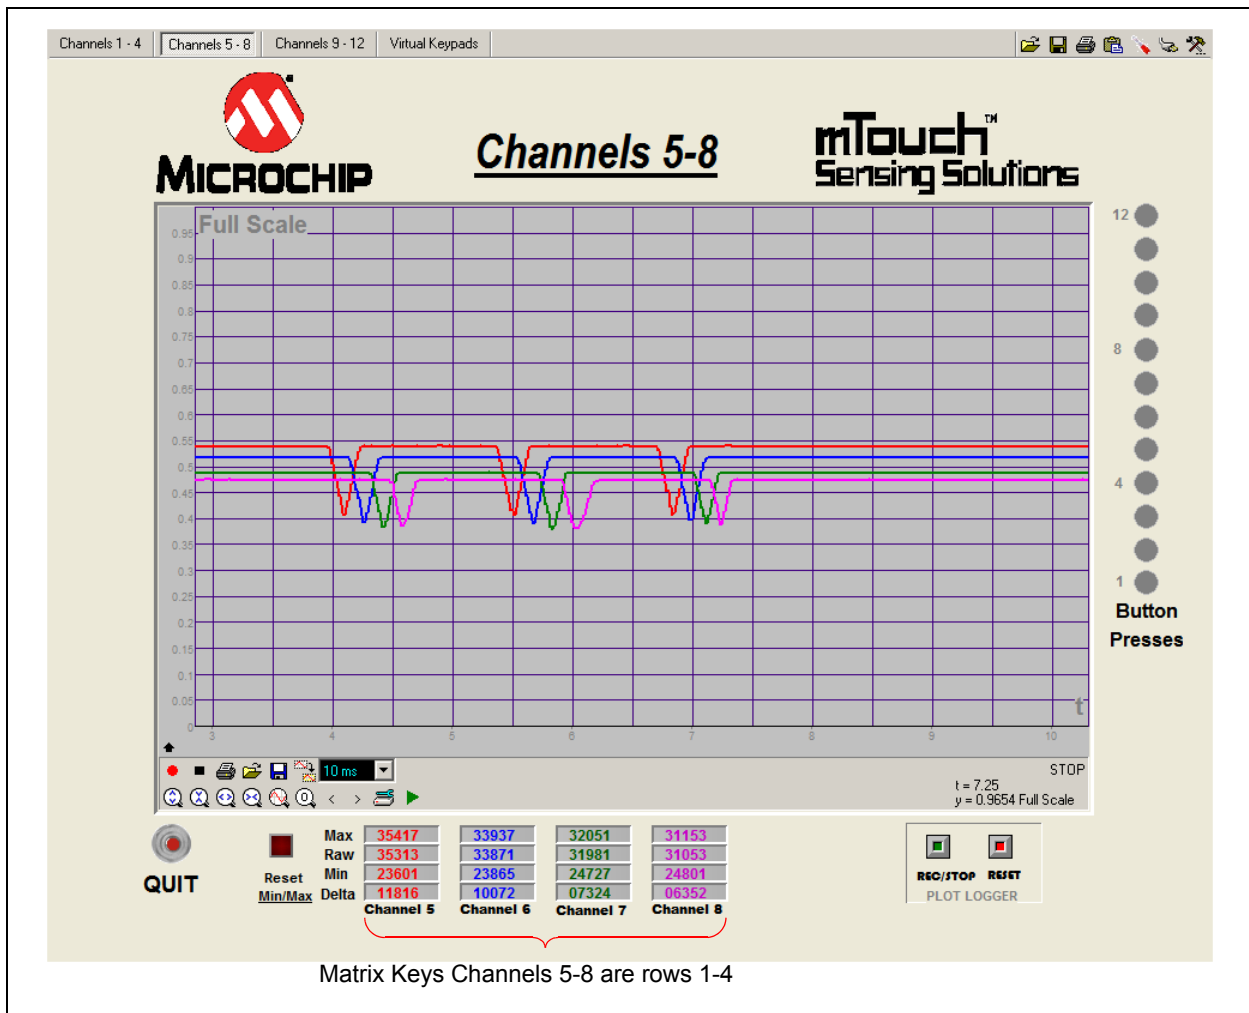 Channels 1 - 4 Channels 5 - 8 Channels 9 - 12 Virtual Keypads
MICROCHIP
Channels 5-8
mTouch™
Sensing Solutions
Full Scale
0.95
0.9
0.85
0.8
0.75
0.7
0.65
0.6
0.55
0.5
0.45
0.4
0.35
0.3
0.25
0.2
0.15
0.1
0.05
0
3 4 5 6 7 8 9 10
t
12
8
4
1
Button
Presses
10 ms
STOP
t = 7.25
y = 0.9654 Full Scale
QUIT
Reset
Min/Max
Max 35417 33937 32051 31153
Raw 35313 33871 31981 31053
Min 23601 23865 24727 24801
Delta 11816 10072 07324 06352
Channel 5 Channel 6 Channel 7 Channel 8
REC/STOP RESET
PLOT LOGGER
Matrix Keys Channels 5-8 are rows 1-4